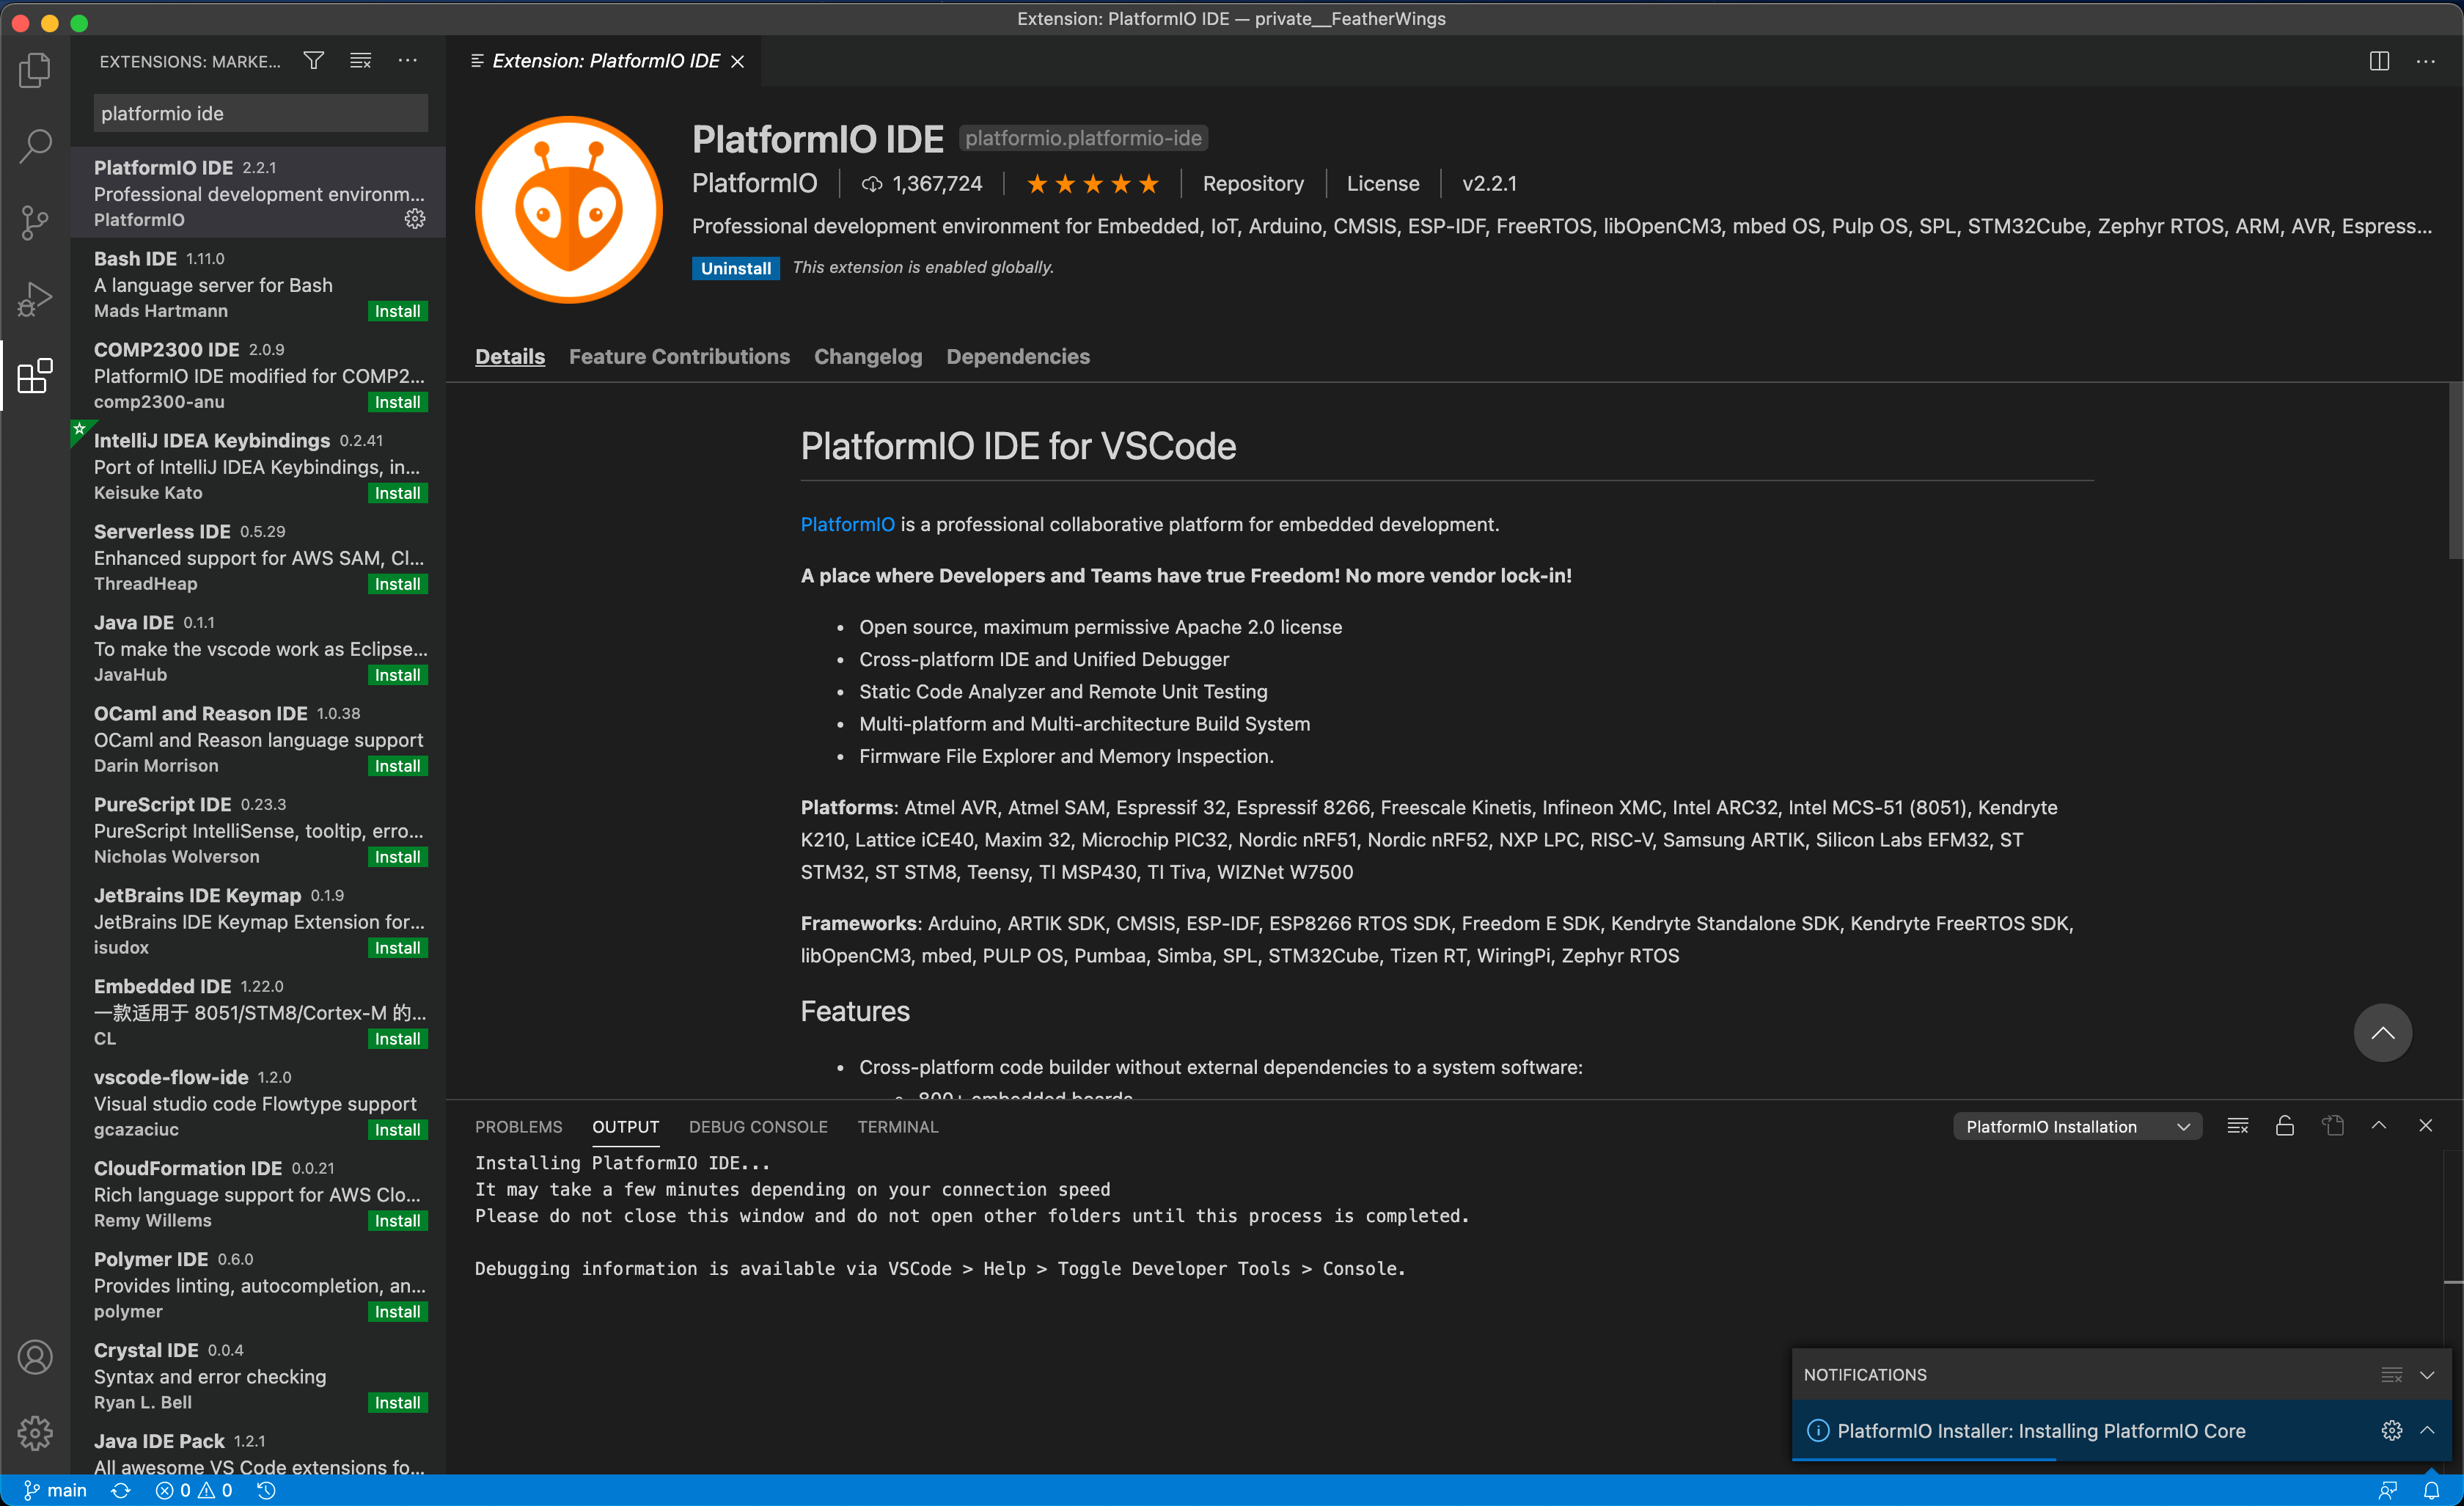 Extension: PlatformIO IDE — private__FeatherWings
EXTENSIONS: MARKE...
platformio ide
PlatformIO IDE 2.2.1
Professional development environm...
PlatformIO
Bash IDE 1.11.0
A language server for Bash
Mads Hartmann Install
COMP2300 IDE 2.0.9
PlatformIO IDE modified for COMP2...
comp2300-anu Install
IntelliJ IDEA Keybindings 0.2.41
Port of IntelliJ IDEA Keybindings, in...
Keisuke Kato Install
Serverless IDE 0.5.29
Enhanced support for AWS SAM, Cl...
ThreadHeap Install
Java IDE 0.1.1
To make the vscode work as Eclipse...
JavaHub Install
OCaml and Reason IDE 1.0.38
OCaml and Reason language support
Darin Morrison Install
PureScript IDE 0.23.3
PureScript IntelliSense, tooltip, erro...
Nicholas Wolverson Install
JetBrains IDE Keymap 0.1.9
JetBrains IDE Keymap Extension for...
isudox Install
Embedded IDE 1.22.0
一款适用于 8051/STM8/Cortex-M 的...
CL Install
vscode-flow-ide 1.2.0
Visual studio code Flowtype support
gcazaciuc Install
CloudFormation IDE 0.0.21
Rich language support for AWS Clo...
Remy Willems Install
Polymer IDE 0.6.0
Provides linting, autocompletion, an...
polymer Install
Crystal IDE 0.0.4
Syntax and error checking
Ryan L. Bell Install
Java IDE Pack 1.2.1
All awesome VS Code extensions fo...
Extension: PlatformIO IDE
PlatformIO IDE platformio.platformio-ide
PlatformIO 1,367,724 Repository License v2.2.1
Professional development environment for Embedded, IoT, Arduino, CMSIS, ESP-IDF, FreeRTOS, libOpenCM3, mbed OS, Pulp OS, SPL, STM32Cube, Zephyr RTOS, ARM, AVR, Espress...
Uninstall This extension is enabled globally.
Details Feature Contributions Changelog Dependencies
PlatformIO IDE for VSCode
PlatformIO is a professional collaborative platform for embedded development.
A place where Developers and Teams have true Freedom! No more vendor lock-in!
• Open source, maximum permissive Apache 2.0 license
• Cross-platform IDE and Unified Debugger
• Static Code Analyzer and Remote Unit Testing
• Multi-platform and Multi-architecture Build System
• Firmware File Explorer and Memory Inspection.
Platforms: Atmel AVR, Atmel SAM, Espressif 32, Espressif 8266, Freescale Kinetis, Infineon XMC, Intel ARC32, Intel MCS-51 (8051), Kendryte
K210, Lattice iCE40, Maxim 32, Microchip PIC32, Nordic nRF51, Nordic nRF52, NXP LPC, RISC-V, Samsung ARTIK, Silicon Labs EFM32, ST
STM32, ST STM8, Teensy, TI MSP430, TI Tiva, WIZNet W7500
Frameworks: Arduino, ARTIK SDK, CMSIS, ESP-IDF, ESP8266 RTOS SDK, Freedom E SDK, Kendryte Standalone SDK, Kendryte FreeRTOS SDK,
libOpenCM3, mbed, PULP OS, Pumbaa, Simba, SPL, STM32Cube, Tizen RT, WiringPi, Zephyr RTOS
Features
• Cross-platform code builder without external dependencies to a system software:
800+ embedded boards
PROBLEMS OUTPUT DEBUG CONSOLE TERMINAL PlatformIO Installation
Installing PlatformIO IDE...
It may take a few minutes depending on your connection speed
Please do not close this window and do not open other folders until this process is completed.
Debugging information is available via VSCode > Help > Toggle Developer Tools > Console.
NOTIFICATIONS
PlatformIO Installer: Installing PlatformIO Core
main 0 0